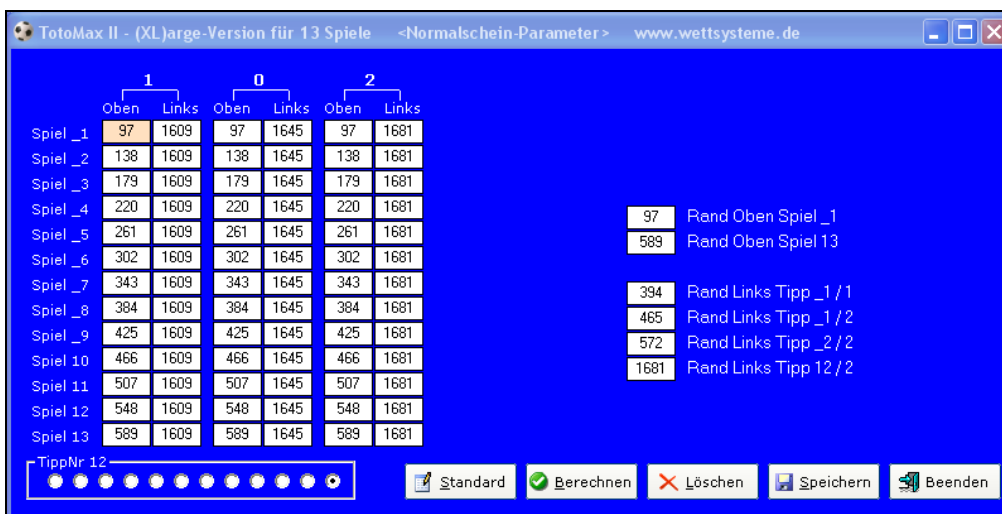 TotoMax II - (XL)arge-Version für 13 Spiele <Normalschein-Parameter> www.wettsysteme.de
1 0 2
Oben Links Oben Links Oben Links
Spiel _1 97 1609 97 1645 97 1681
Spiel _2 138 1609 138 1645 138 1681
Spiel _3 179 1609 179 1645 179 1681
Spiel _4 220 1609 220 1645 220 1681
Spiel _5 261 1609 261 1645 261 1681
Spiel _6 302 1609 302 1645 302 1681
Spiel _7 343 1609 343 1645 343 1681
Spiel _8 384 1609 384 1645 384 1681
Spiel _9 425 1609 425 1645 425 1681
Spiel 10 466 1609 466 1645 466 1681
Spiel 11 507 1609 507 1645 507 1681
Spiel 12 548 1609 548 1645 548 1681
Spiel 13 589 1609 589 1645 589 1681
97 Rand Oben Spiel _1
589 Rand Oben Spiel 13
394 Rand Links Tipp _1 / 1
465 Rand Links Tipp _1 / 2
572 Rand Links Tipp _2 / 2
1681 Rand Links Tipp 12 / 2
TippNr 12
Standard Berechnen Löschen Speichern Beenden